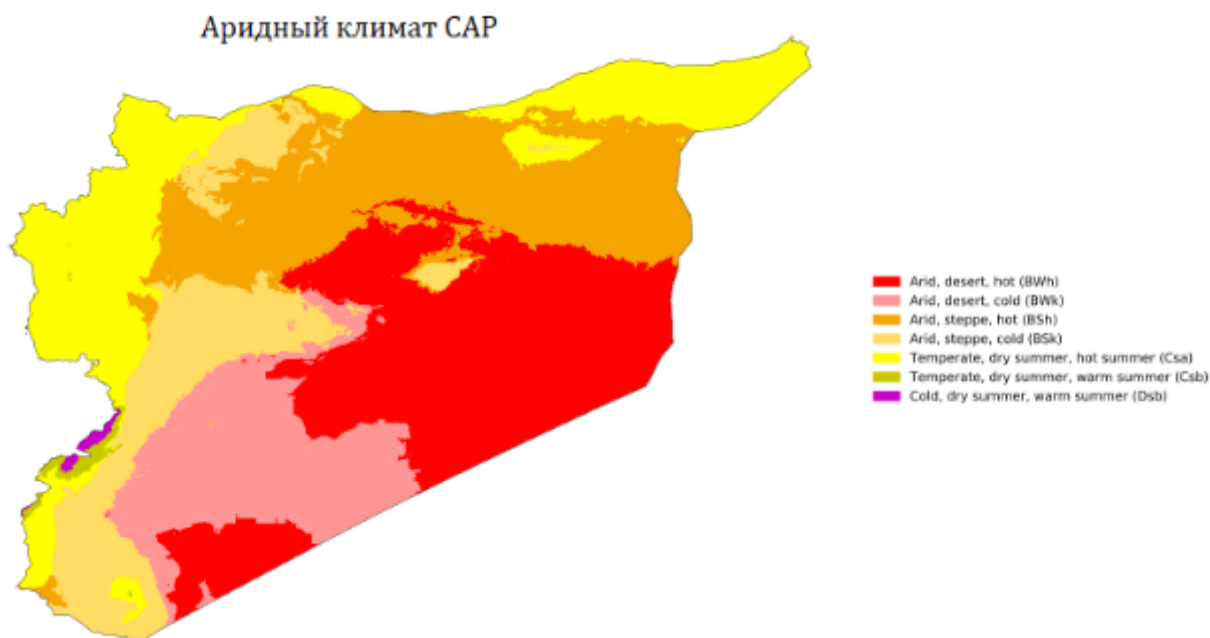 Аридный климат САР
Arid, desert, hot (BWh)
Arid, desert, cold (BWk)
Arid, steppe, hot (BSh)
Arid, steppe, cold (BSk)
Temperate, dry summer, hot summer (Csa)
Temperate, dry summer, warm summer (Csb)
Cold, dry summer, warm summer (Dsb)